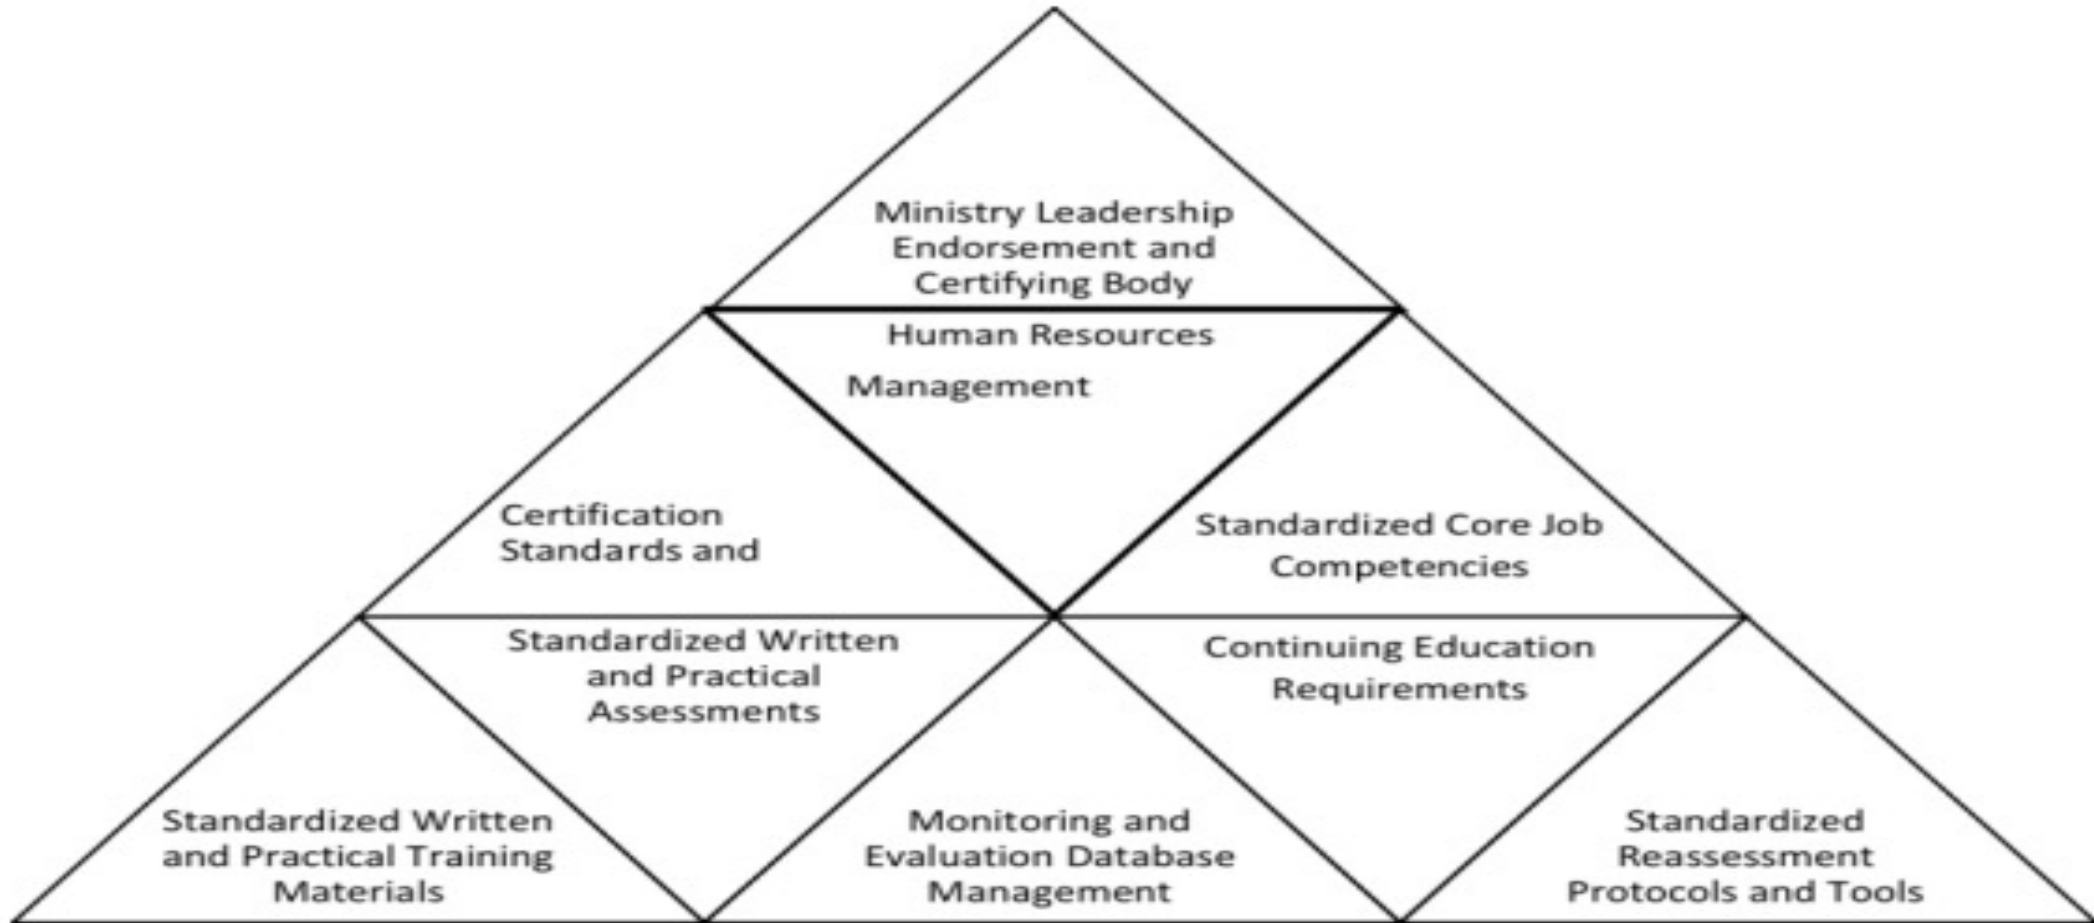 Ministry Leadership
Endorsement and
Certifying Body
Human Resources
Management
Certification
Standards and
Standardized Core Job
Competencies
Standardized Written
and Practical
Assessments
Continuing Education
Requirements
Standardized Written
and Practical Training
Materials
Monitoring and
Evaluation Database
Management
Standardized
Reassessment
Protocols and Tools